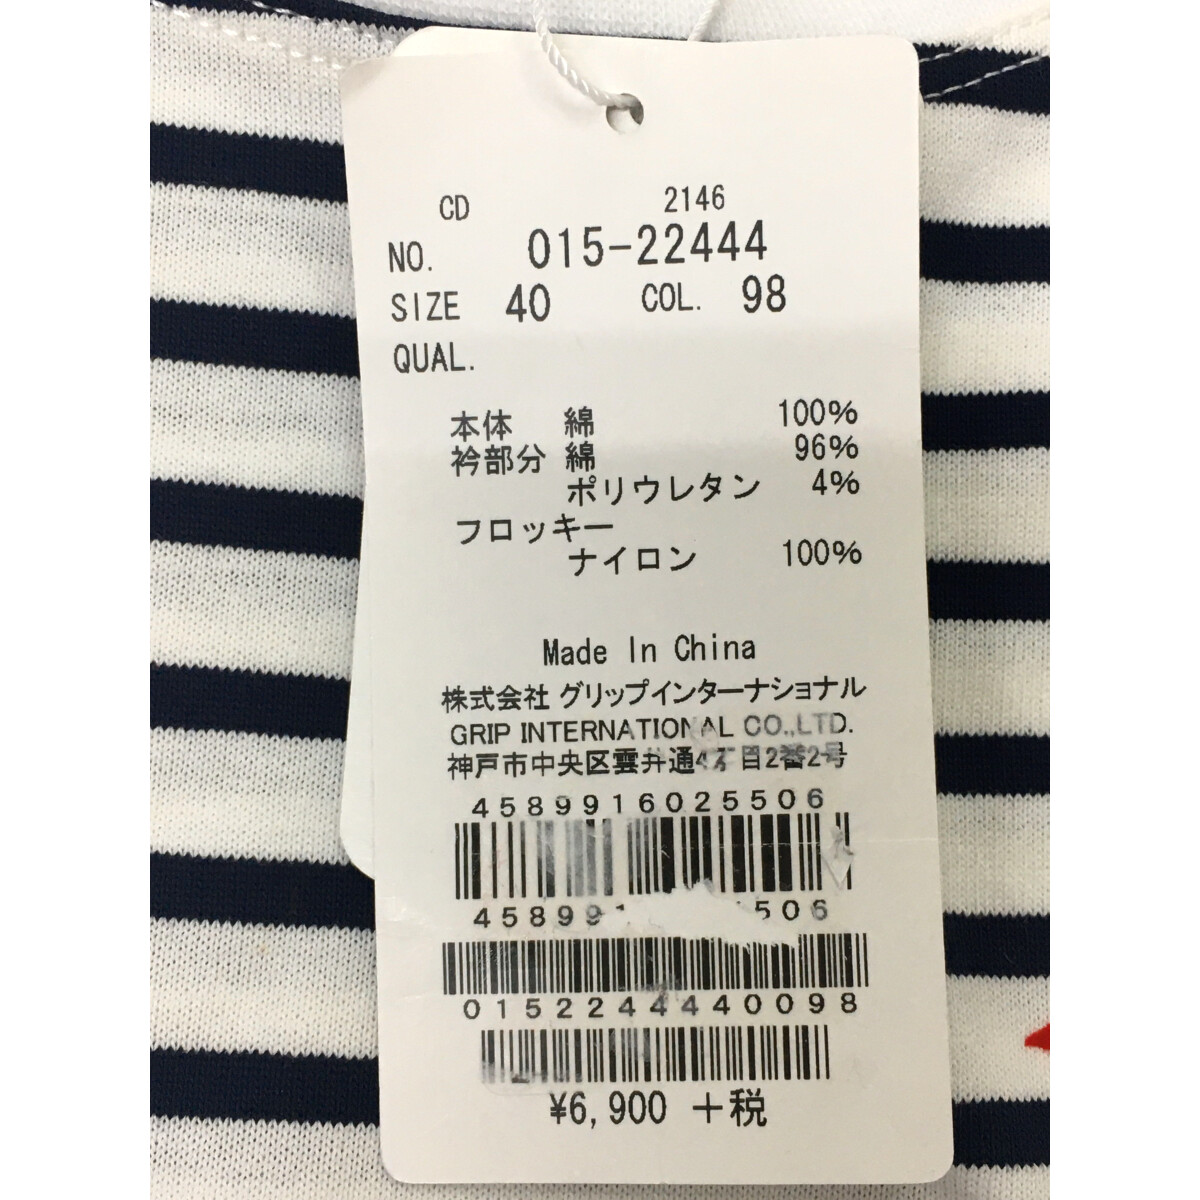 CD 2146
NO. 015-22444
SIZE 40 COL. 98
QUAL.
本体 綿 100%
衿部分 綿 96%
ポリウレタン 4%
フロッキー
ナイロン 100%
Made In China
株式会社 グリップインターナショナル
GRIP INTERNATIONAL CO.,LTD.
神戸市中央区雲井通4丁目2番2号
4589916025506
458991 506
0152244440098
¥6,900 +税